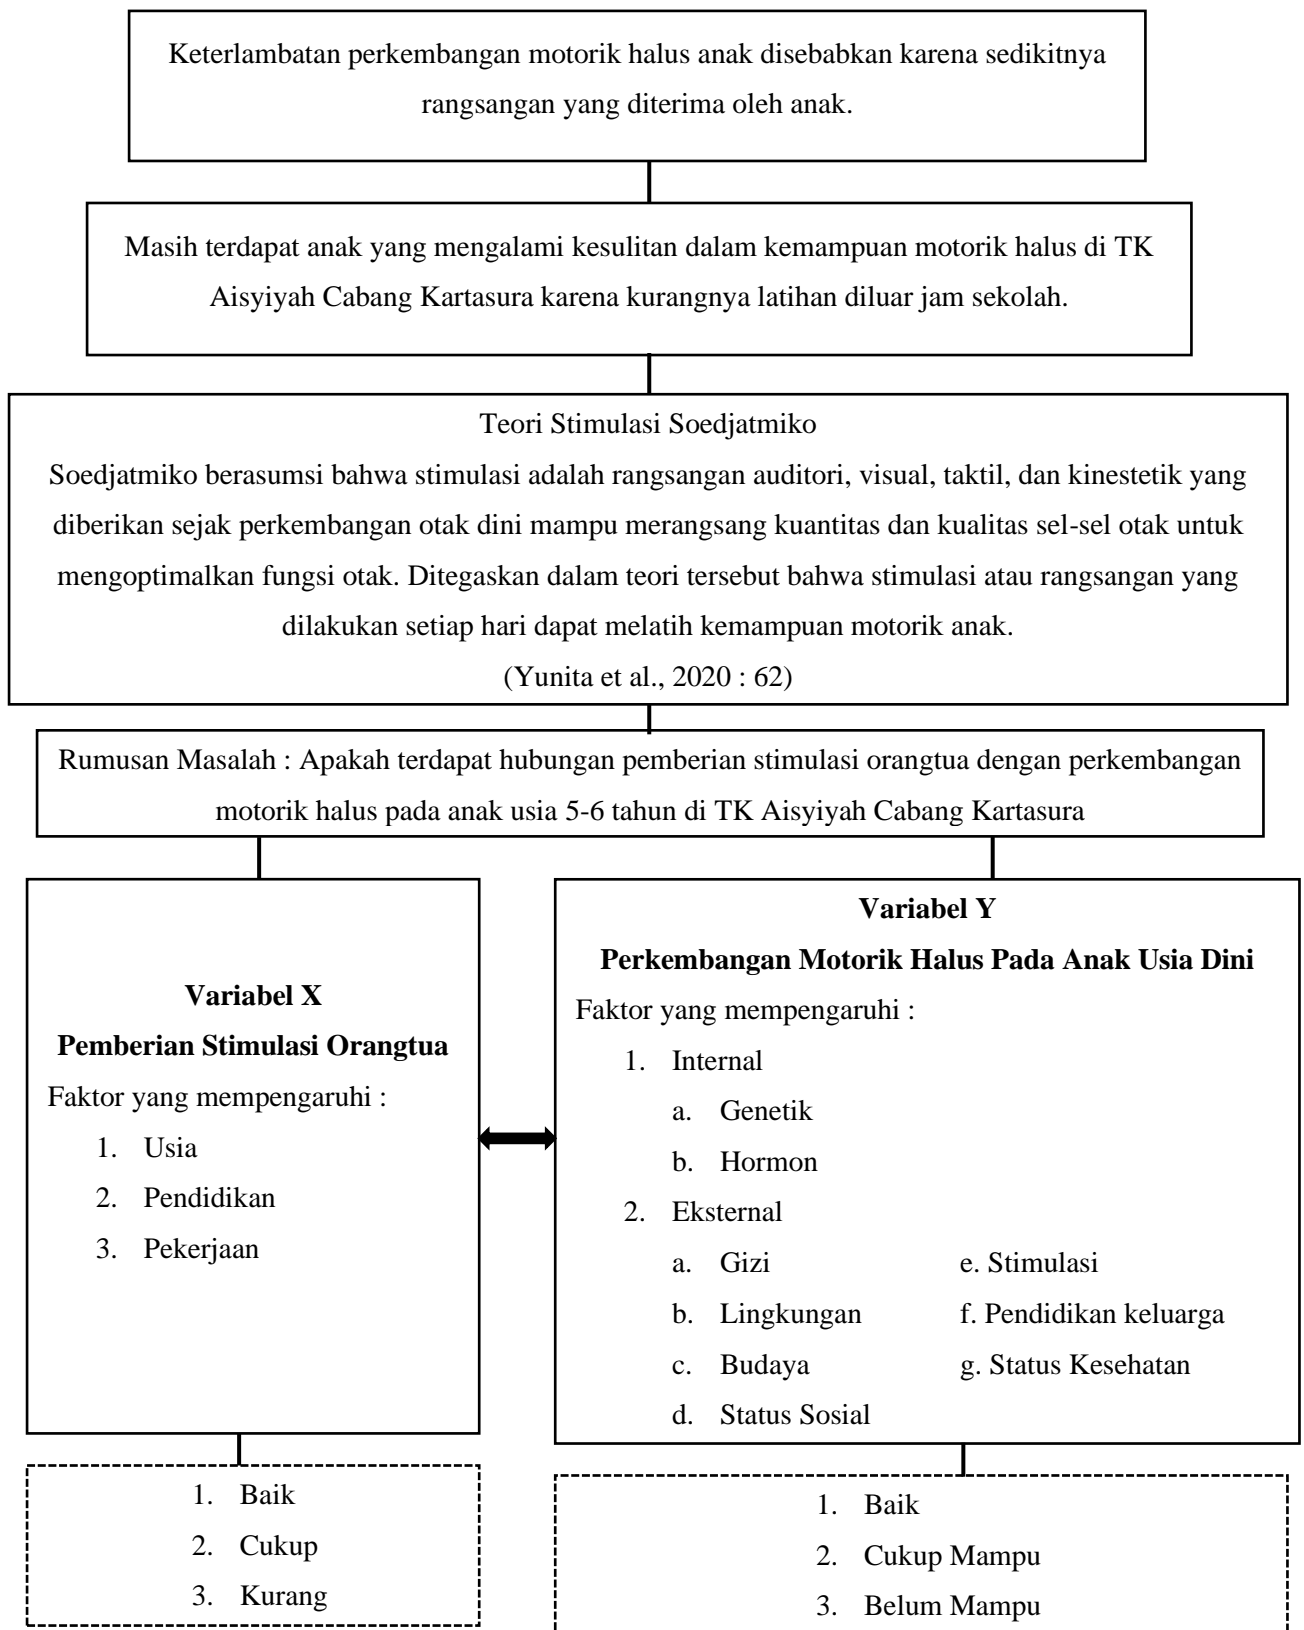 Keterlambatan perkembangan motorik halus anak disebabkan karena sedikitnya
rangsangan yang diterima oleh anak.
Masih terdapat anak yang mengalami kesulitan dalam kemampuan motorik halus di TK
Aisyiyah Cabang Kartasura karena kurangnya latihan diluar jam sekolah.
Teori Stimulasi Soedjatmiko
Soedjatmiko berasumsi bahwa stimulasi adalah rangsangan auditori, visual, taktil, dan kinestetik yang
diberikan sejak perkembangan otak dini mampu merangsang kuantitas dan kualitas sel-sel otak untuk
mengoptimalkan fungsi otak. Ditegaskan dalam teori tersebut bahwa stimulasi atau rangsangan yang
dilakukan setiap hari dapat melatih kemampuan motorik anak.
(Yunita et al., 2020 : 62)
Rumusan Masalah : Apakah terdapat hubungan pemberian stimulasi orangtua dengan perkembangan
motorik halus pada anak usia 5-6 tahun di TK Aisyiyah Cabang Kartasura
Variabel X
Pemberian Stimulasi Orangtua
Faktor yang mempengaruhi :
1. Usia
2. Pendidikan
3. Pekerjaan
Variabel Y
Perkembangan Motorik Halus Pada Anak Usia Dini
Faktor yang mempengaruhi :
1. Internal
a. Genetik
b. Hormon
2. Eksternal
a. Gizi
b. Lingkungan
c. Budaya
d. Status Sosial
e. Stimulasi
f. Pendidikan keluarga
g. Status Kesehatan
1. Baik
2. Cukup
3. Kurang
1. Baik
2. Cukup Mampu
3. Belum Mampu